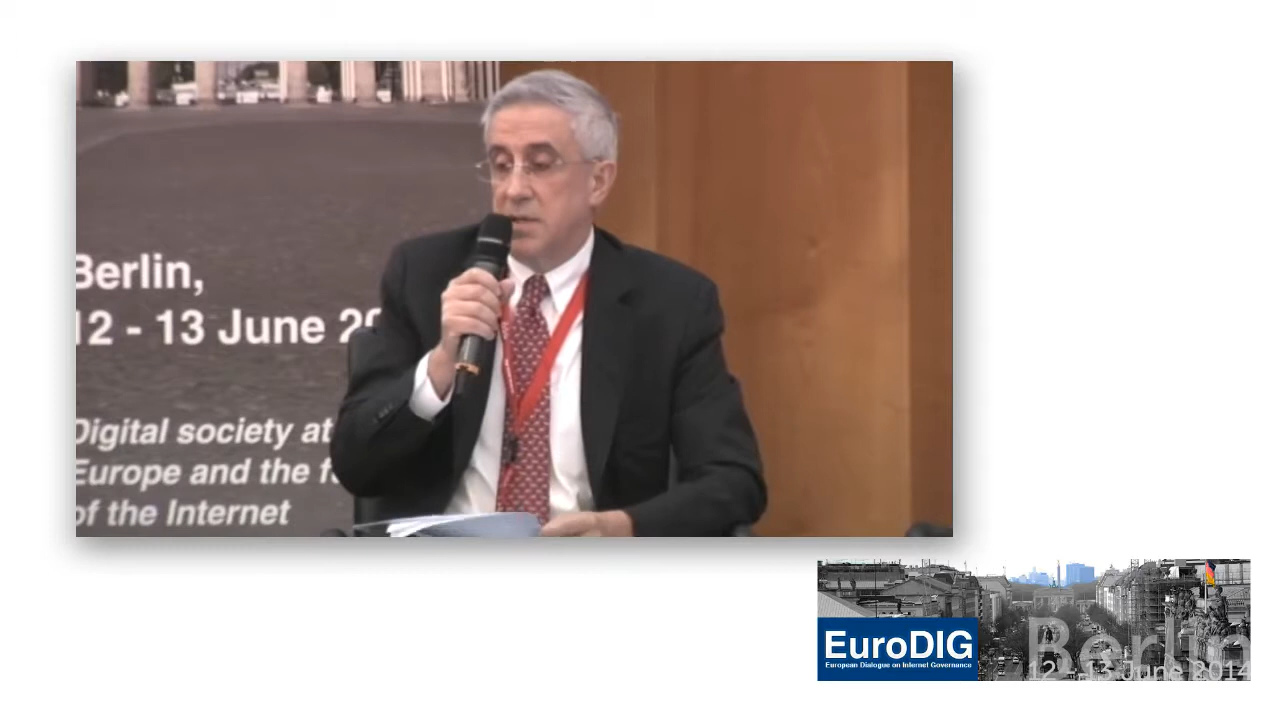 Berlin,
12 - 13 June 20
Digital society at
Europe and the f
of the Internet
EuroDIG
European Dialogue on Internet Governance
Berlin
12 - 13 June 2014